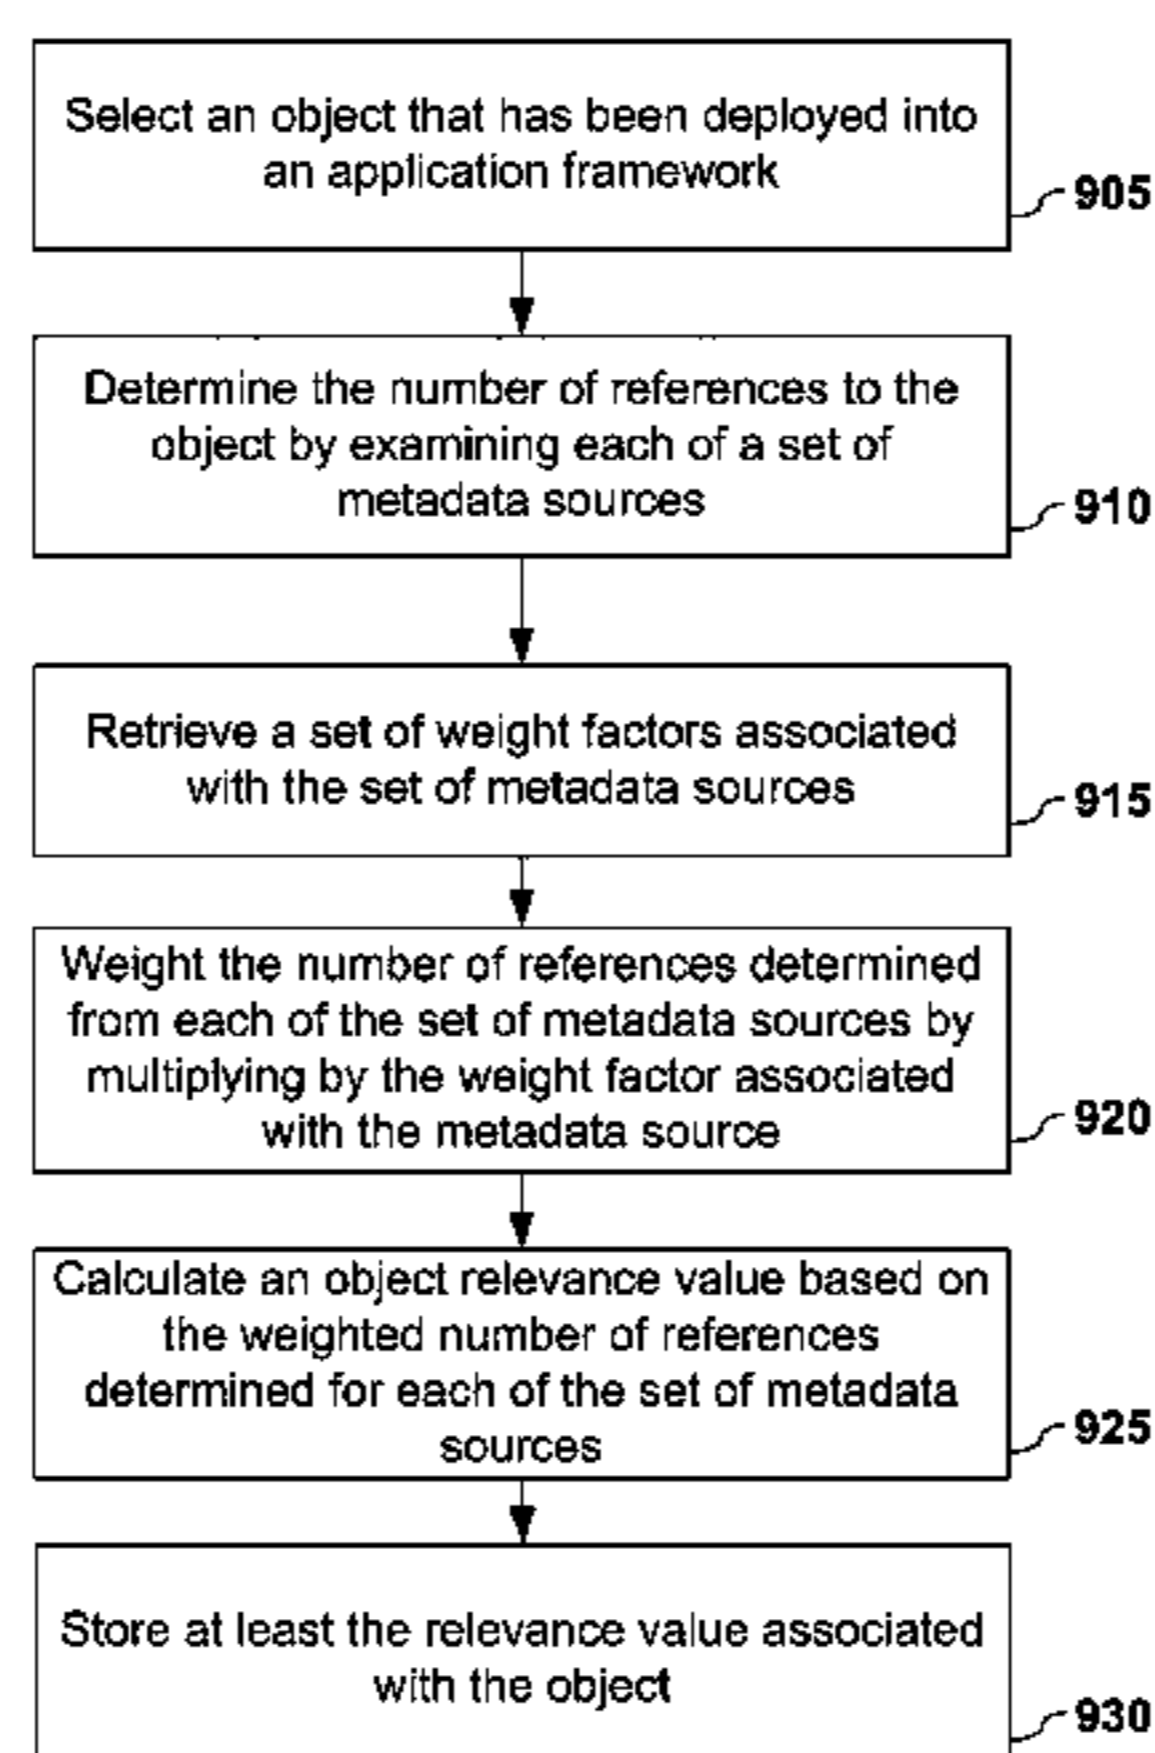 Select an object that has been deployed into
an application framework
905
Determine the number of references to the
object by examining each of a set of
metadata sources
910
Retrieve a set of weight factors associated
with the set of metadata sources
915
Weight the number of references determined
from each of the set of metadata sources by
multiplying by the weight factor associated
with the metadata source
920
Calculate an object relevance value based on
the weighted number of references
determined for each of the set of metadata
sources
925
Store at least the relevance value associated
with the object
930